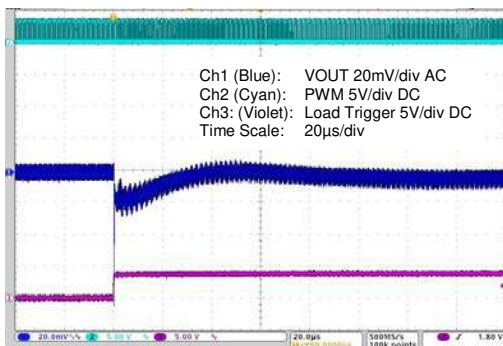 Ch1 (Blue): VOUT 20mV/div AC
Ch2 (Cyan): PWM 5V/div DC
Ch3: (Violet): Load Trigger 5V/div DC
Time Scale: 20µs/div
20.0mV 2 5.00 V 5.00 V 20.0µs 500MS/s 1.80 V
100k points